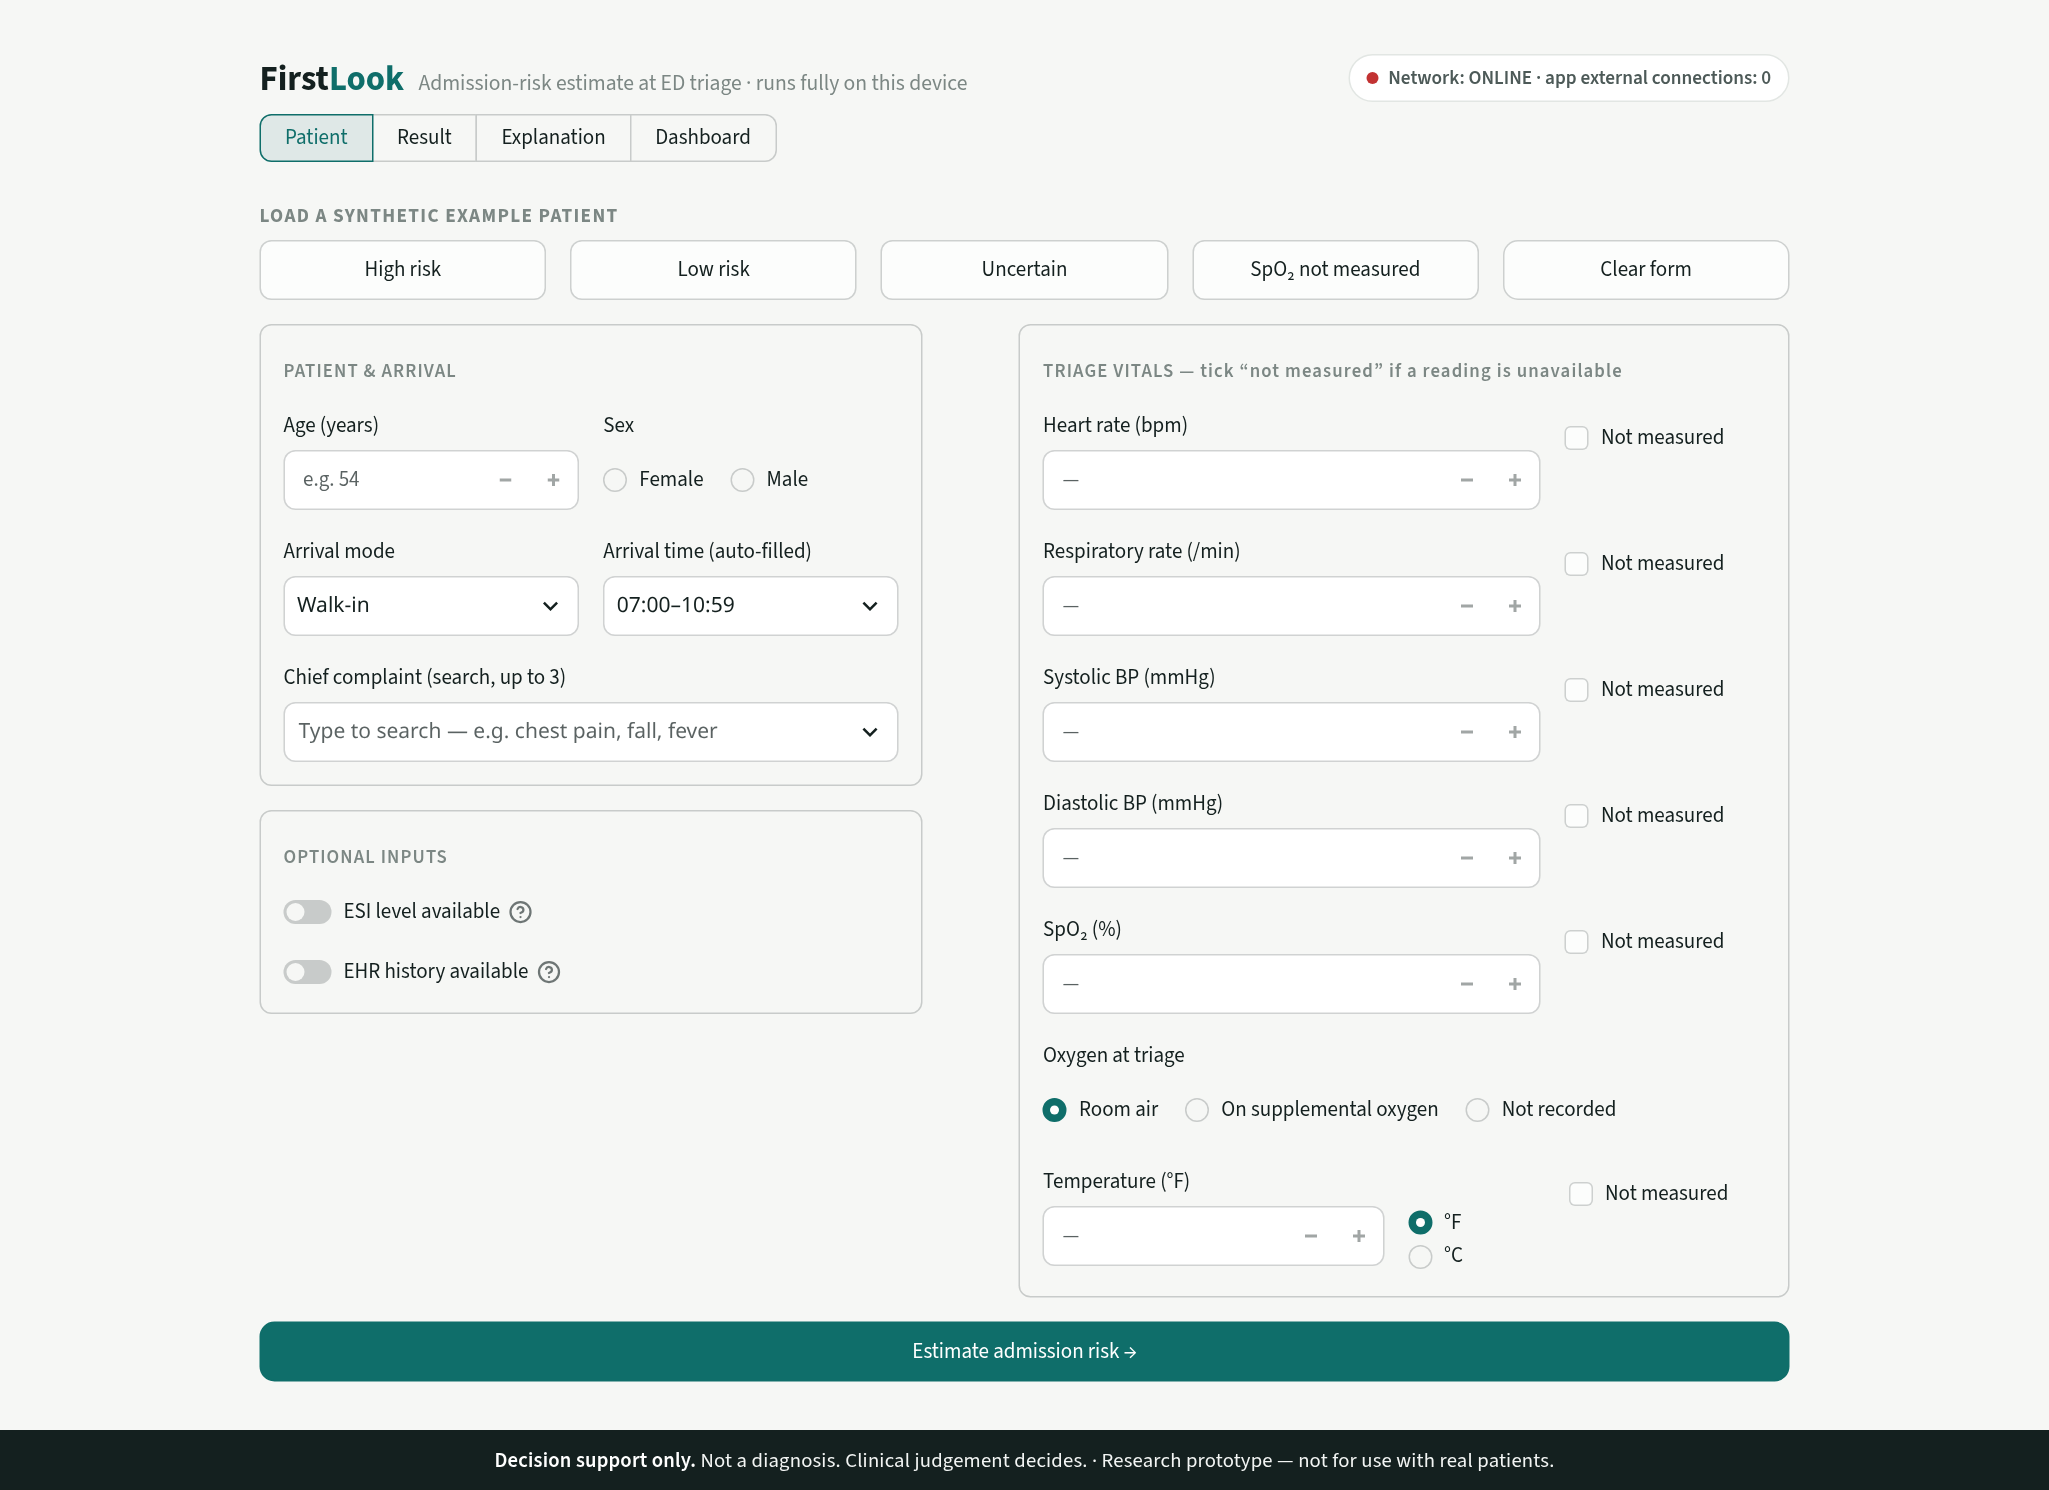 FirstLook Admission-risk estimate at ED triage · runs fully on this device
Network: ONLINE · app external connections: 0
Patient Result Explanation Dashboard
LOAD A SYNTHETIC EXAMPLE PATIENT
High risk Low risk Uncertain SpO₂ not measured Clear form
PATIENT & ARRIVAL
Age (years) Sex
e.g. 54 − + Female Male
Arrival mode Arrival time (auto-filled)
Walk-in 07:00–10:59
Chief complaint (search, up to 3)
Type to search — e.g. chest pain, fall, fever
OPTIONAL INPUTS
ESI level available ?
EHR history available ?
TRIAGE VITALS — tick “not measured” if a reading is unavailable
Heart rate (bpm) Not measured
— − +
Respiratory rate (/min) Not measured
— − +
Systolic BP (mmHg) Not measured
— − +
Diastolic BP (mmHg) Not measured
— − +
SpO₂ (%) Not measured
— − +
Oxygen at triage
Room air On supplemental oxygen Not recorded
Temperature (°F) Not measured
— − + °F
°C
Estimate admission risk →
Decision support only. Not a diagnosis. Clinical judgement decides. · Research prototype — not for use with real patients.